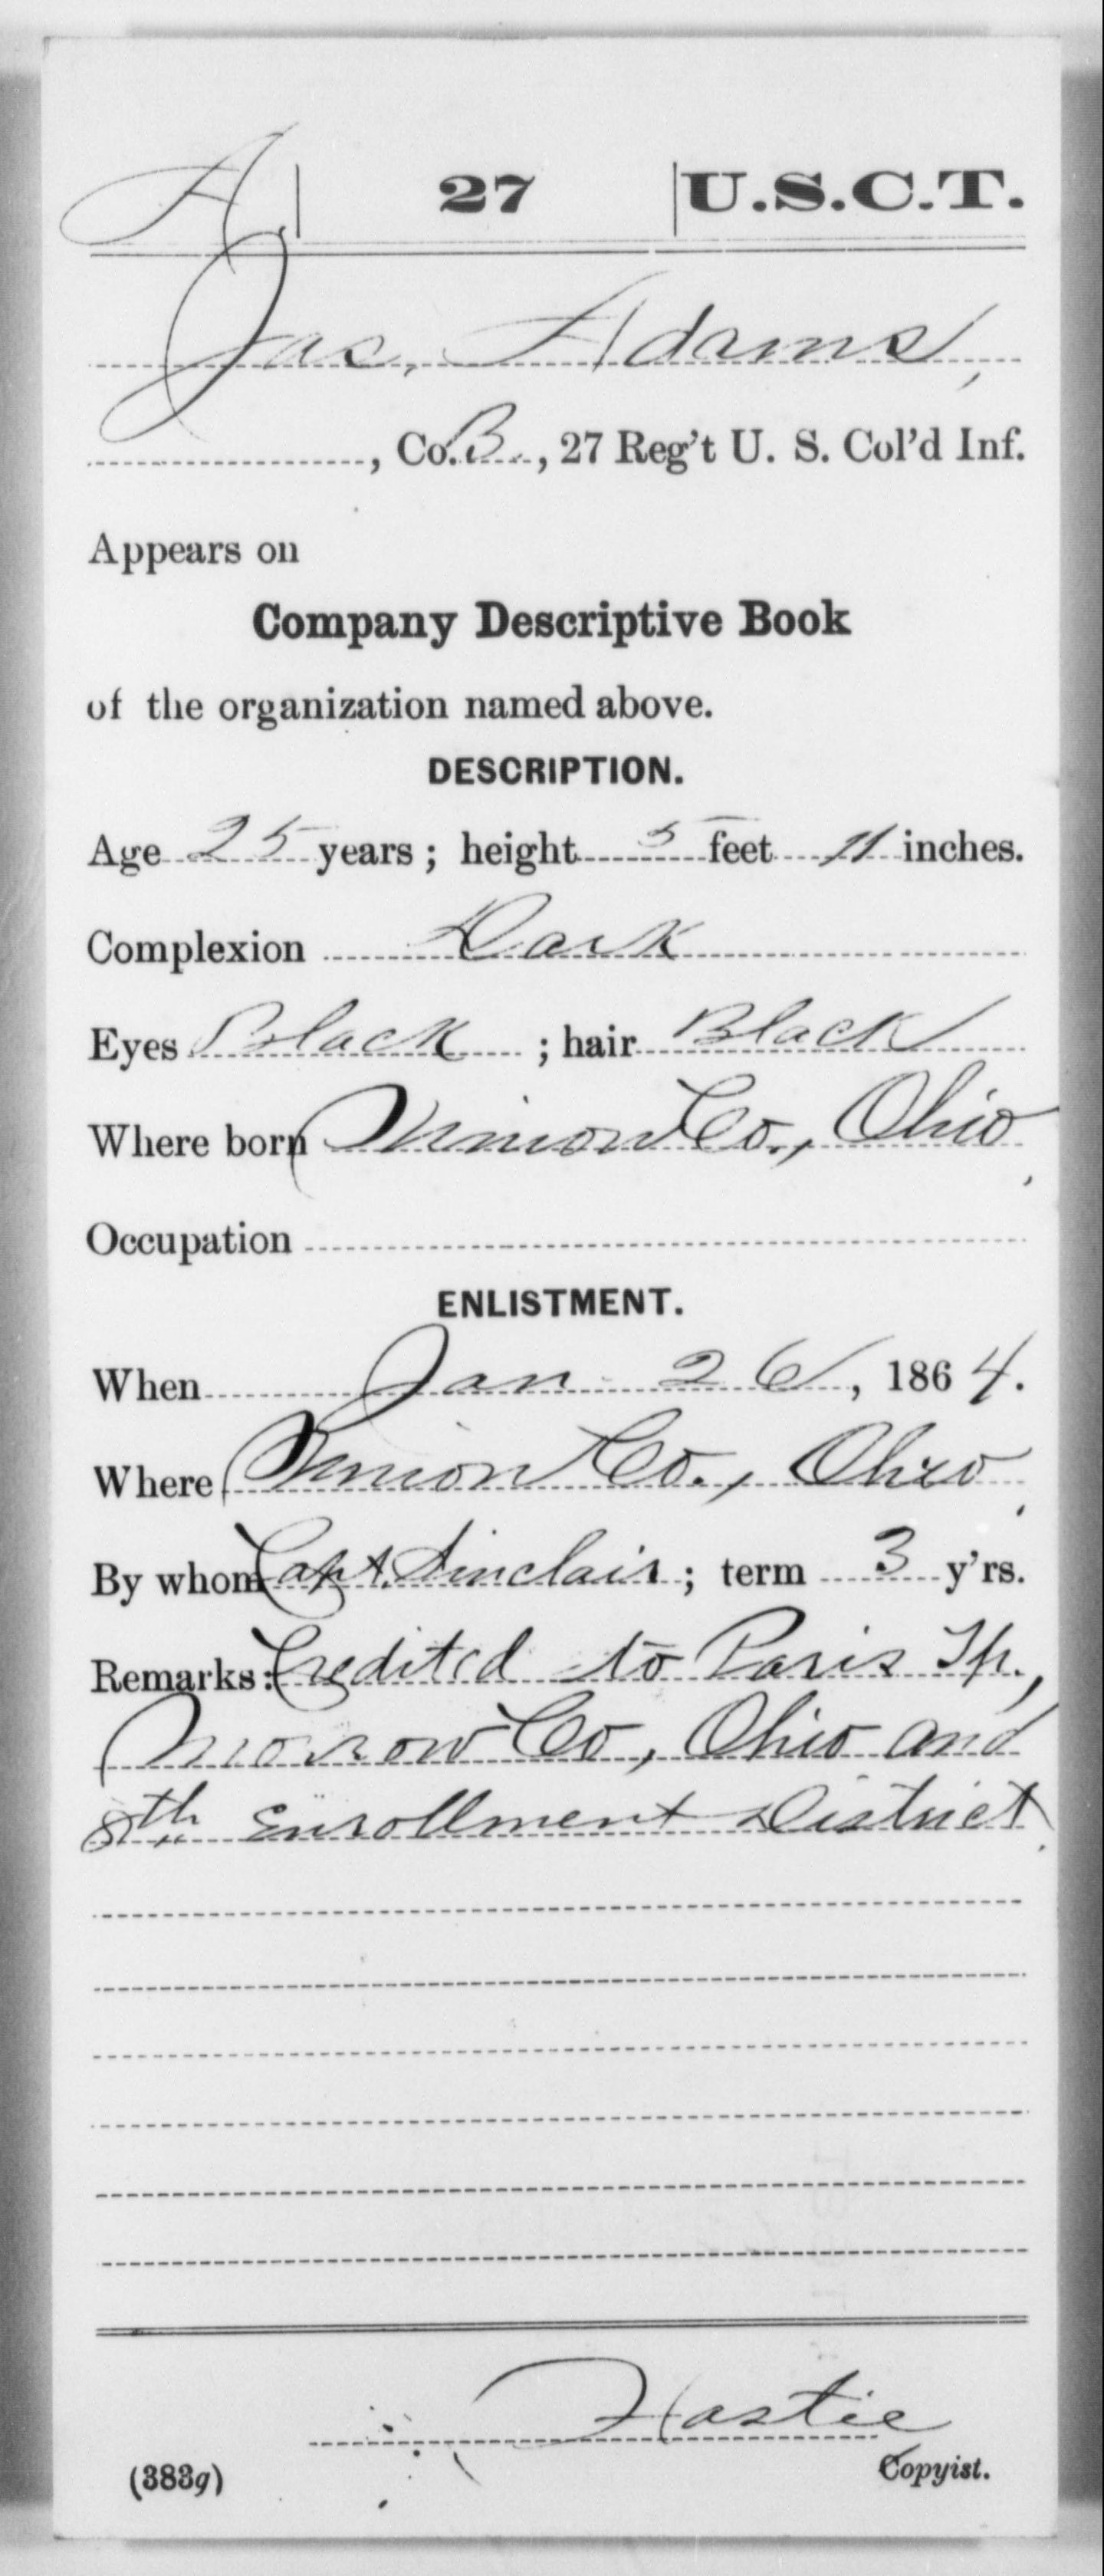 A. | 27 | U.S.C.T.
Jas. Adams,
, Co. B., 27 Reg't U. S. Col'd Inf.
Appears on
Company Descriptive Book
of the organization named above.
DESCRIPTION.
Age 25 years; height 5 feet 11 inches.
Complexion Dark
Eyes Black ; hair Black
Where born Union Co., Ohio,
Occupation
ENLISTMENT.
When Jan 26, 1864.
Where Union Co., Ohio,
By whom Capt. Sinclair; term 3 y'rs.
Remarks: Credited to Paris Tp.,
Morrow Co, Ohio and
8th Enrollment District.
Hastie
(383g) Copyist.